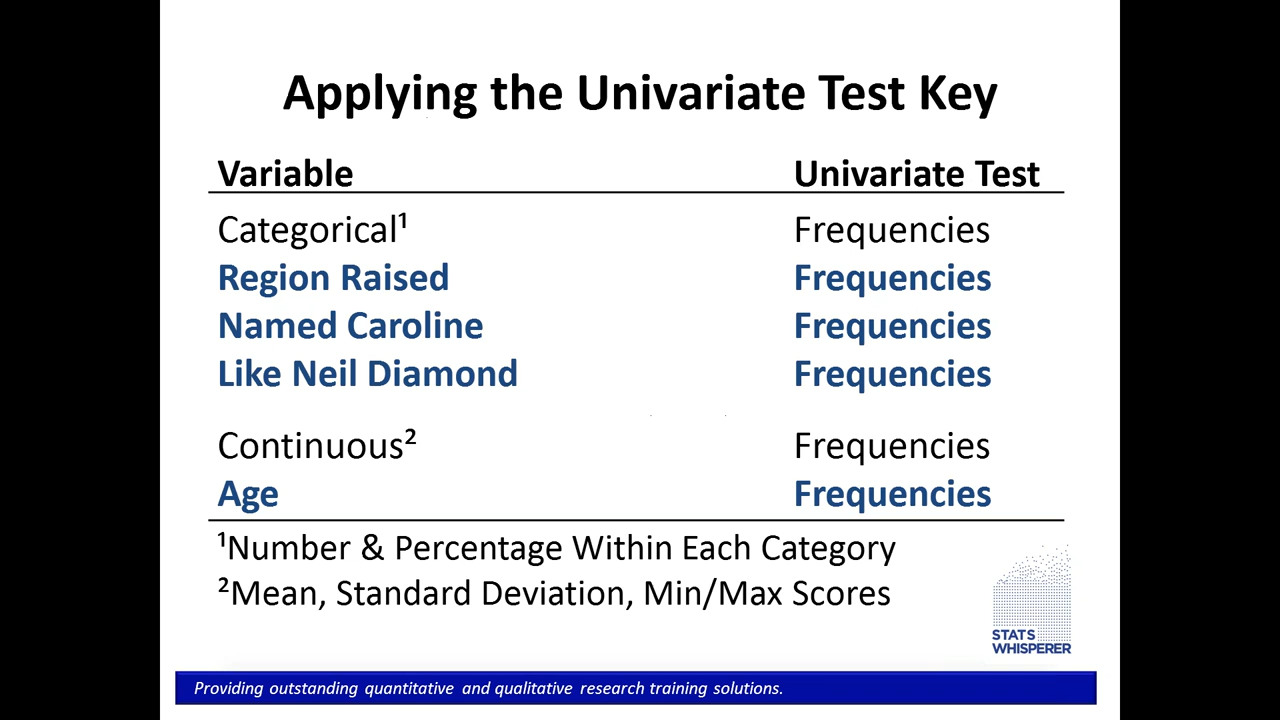 Applying the Univariate Test Key
Variable Univariate Test
Categorical¹ Frequencies
Region Raised Frequencies
Named Caroline Frequencies
Like Neil Diamond Frequencies
Continuous² Frequencies
Age Frequencies
¹Number & Percentage Within Each Category
²Mean, Standard Deviation, Min/Max Scores
STATS
WHISPERER
Providing outstanding quantitative and qualitative research training solutions.